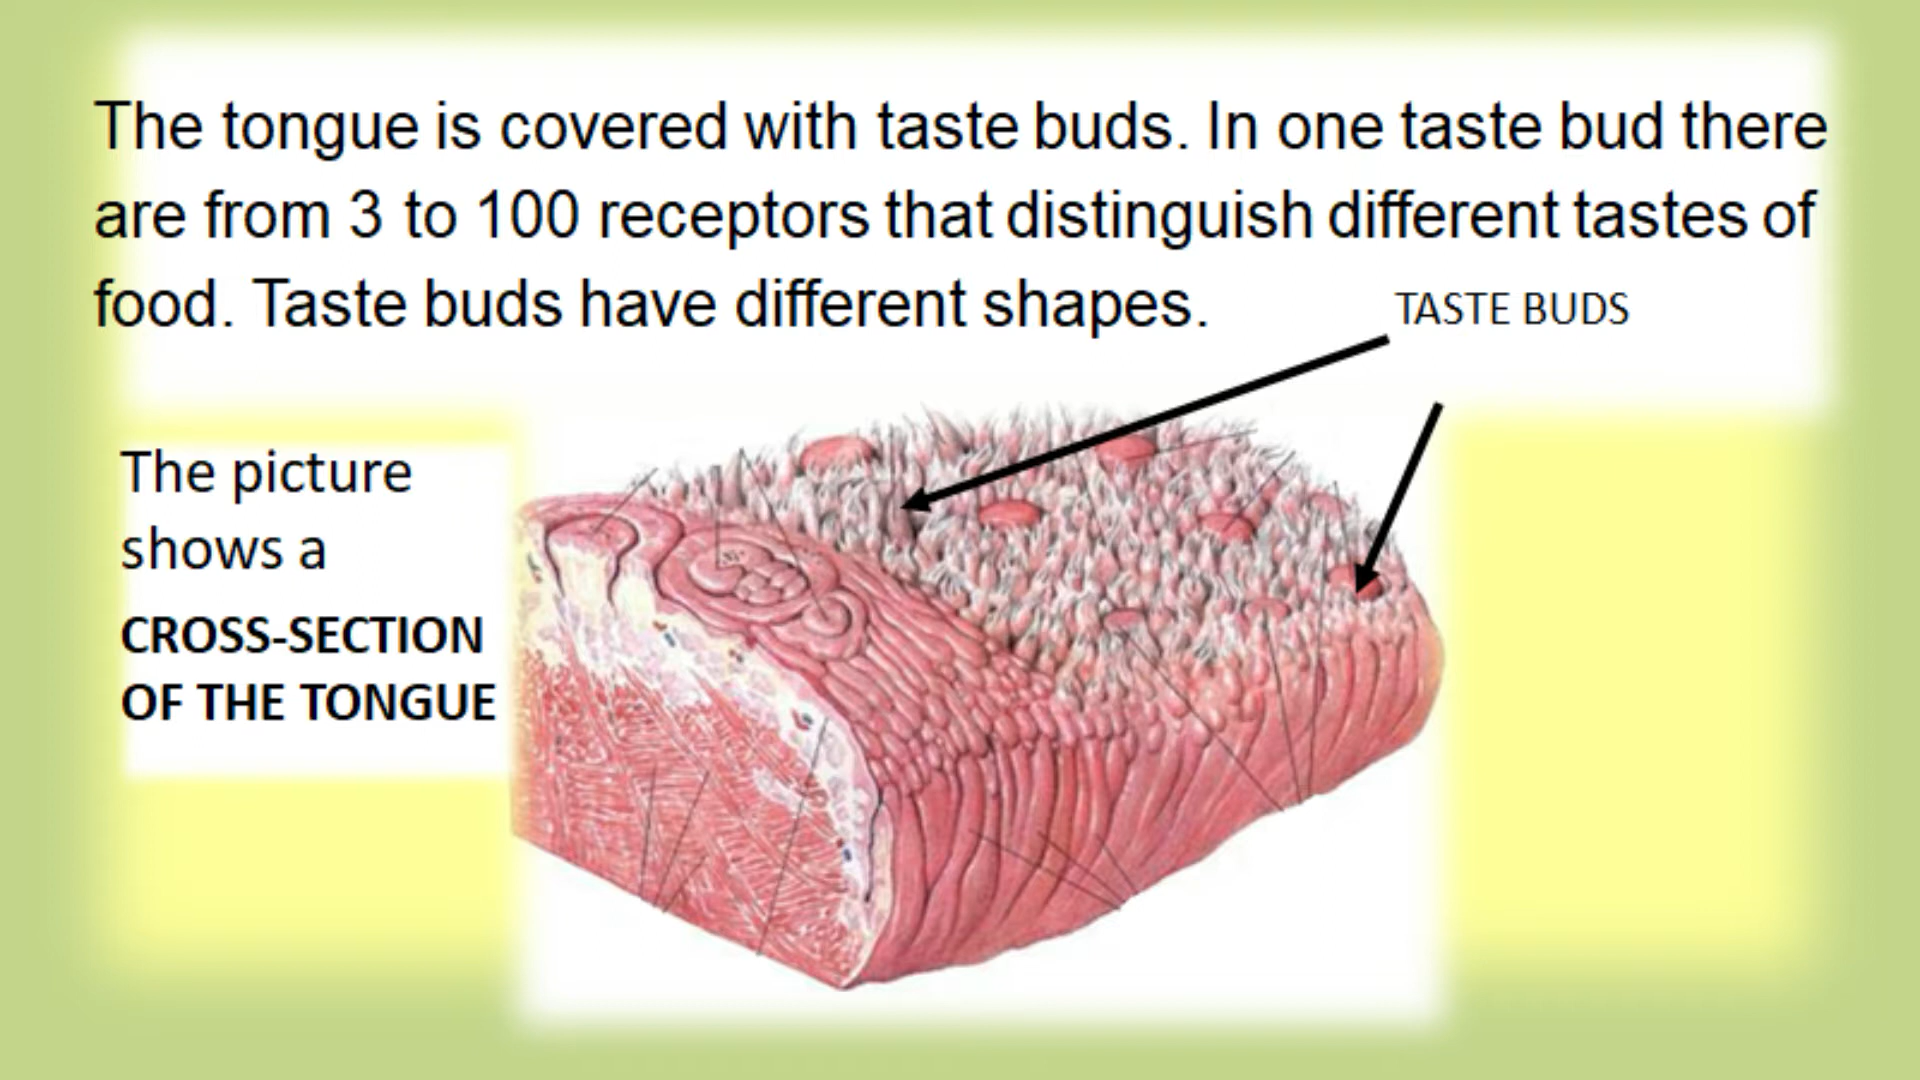 The tongue is covered with taste buds. In one taste bud there
are from 3 to 100 receptors that distinguish different tastes of
food. Taste buds have different shapes.
TASTE BUDS
The picture
shows a
CROSS-SECTION
OF THE TONGUE